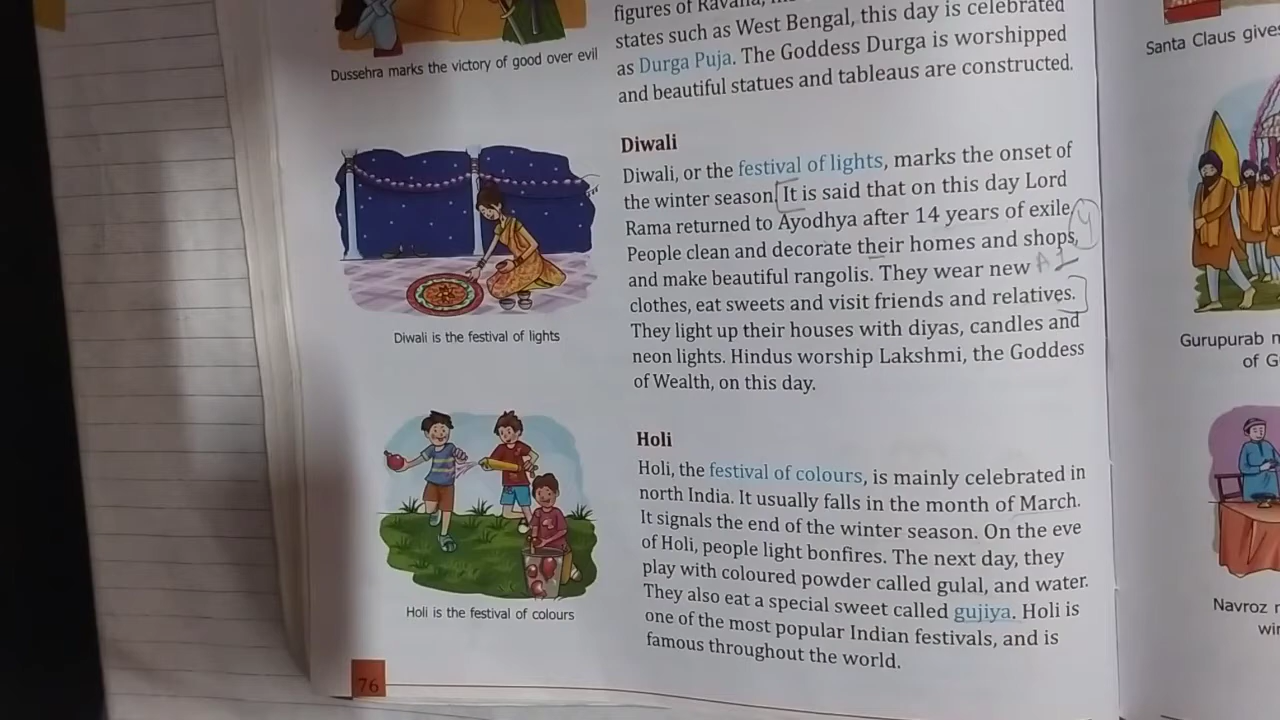 figures of Ravana,
states such as West Bengal, this day is celebrated
as Durga Puja. The Goddess Durga is worshipped
and beautiful statues and tableaus are constructed.
Dussehra marks the victory of good over evil
Diwali
Diwali, or the festival of lights, marks the onset of
the winter season. It is said that on this day Lord
Rama returned to Ayodhya after 14 years of exile
People clean and decorate their homes and shops,
and make beautiful rangolis. They wear new
clothes, eat sweets and visit friends and relatives.
They light up their houses with diyas, candles and
neon lights. Hindus worship Lakshmi, the Goddess
of Wealth, on this day.
Diwali is the festival of lights
Holi
Holi, the festival of colours, is mainly celebrated in
north India. It usually falls in the month of March.
It signals the end of the winter season. On the eve
of Holi, people light bonfires. The next day, they
play with coloured powder called gulal, and water.
They also eat a special sweet called gujiya. Holi is
one of the most popular Indian festivals, and is
famous throughout the world.
Holi is the festival of colours
76
Santa Claus gives
Gurupurab
of
Navroz